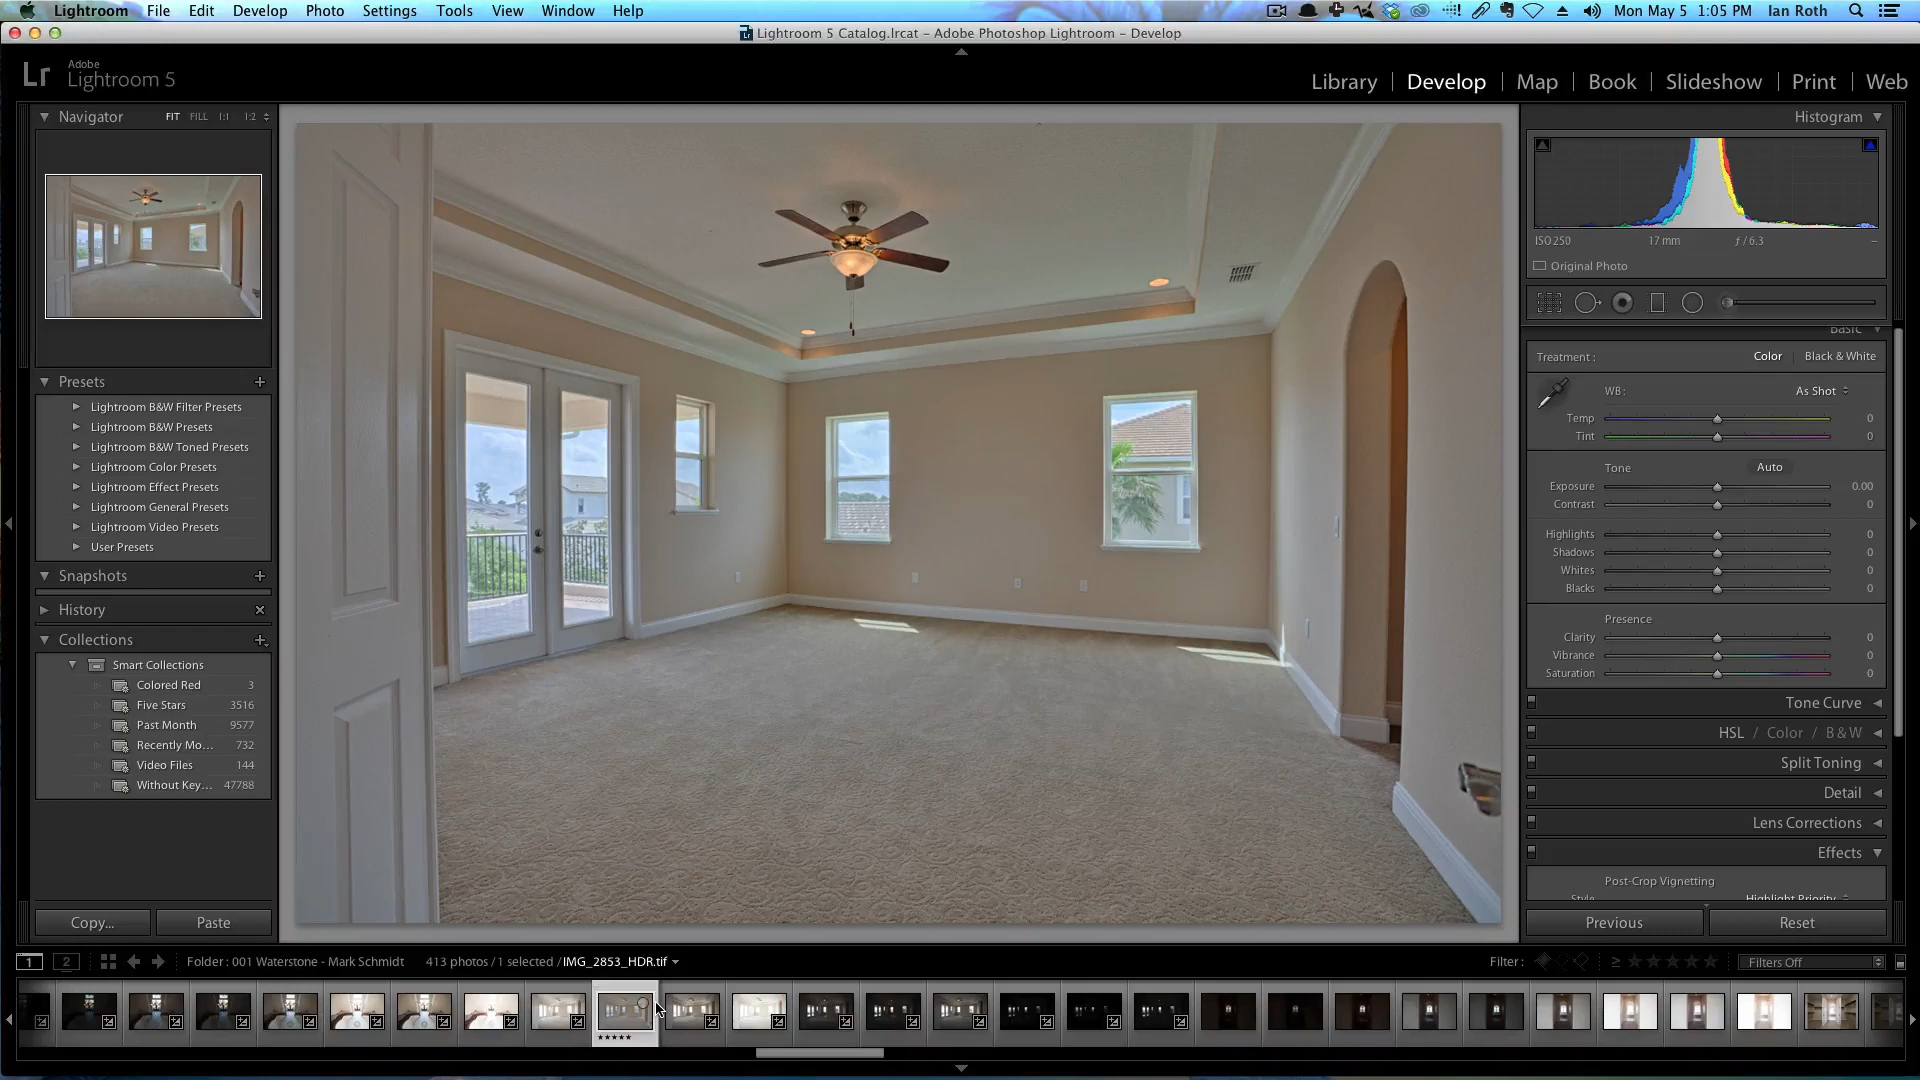 Lightroom File Edit Develop Photo Settings Tools View Window Help Mon May 5 1:05 PM Ian Roth
Lightroom 5 Catalog.lrcat – Adobe Photoshop Lightroom – Develop
Lr Adobe Lightroom 5
Library | Develop | Map | Book | Slideshow | Print | Web
Navigator FIT FILL 1:1 1:2
Presets +
Lightroom B&W Filter Presets
Lightroom B&W Presets
Lightroom B&W Toned Presets
Lightroom Color Presets
Lightroom Effect Presets
Lightroom General Presets
Lightroom Video Presets
User Presets
Snapshots +
History ×
Collections +
Smart Collections
Colored Red 3
Five Stars 3516
Past Month 9577
Recently Mo... 732
Video Files 144
Without Key... 47788
Copy... Paste
Histogram
ISO 250 17 mm ƒ / 6.3 –
Original Photo
Basic
Treatment : Color Black & White
WB : As Shot
Temp 0
Tint 0
Tone Auto
Exposure 0.00
Contrast 0
Highlights 0
Shadows 0
Whites 0
Blacks 0
Presence
Clarity 0
Vibrance 0
Saturation 0
Tone Curve
HSL / Color / B & W
Split Toning
Detail
Lens Corrections
Effects
Post-Crop Vignetting
Style Highlight Priority
Previous Reset
1 2 Folder : 001 Waterstone - Mark Schmidt 413 photos / 1 selected / IMG_2853_HDR.tif Filter : ≥ ★★★★★ Filters Off
★★★★★